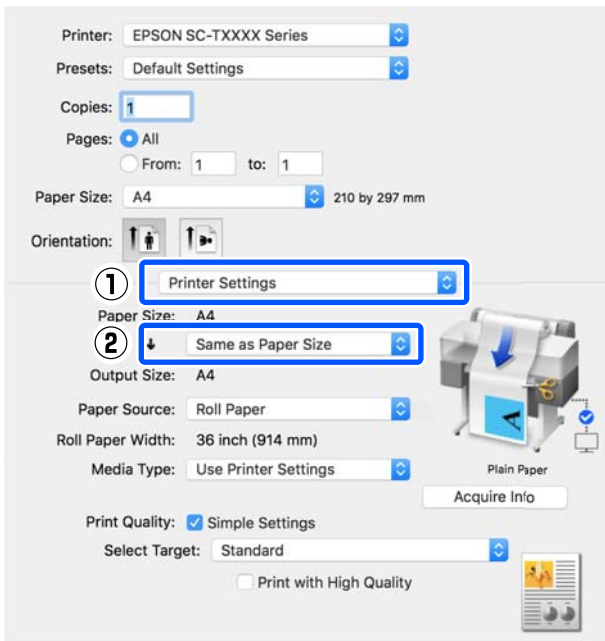 Printer: EPSON SC-TXXXX Series
Presets: Default Settings
Copies: 1
Pages: All
From: 1 to: 1
Paper Size: A4 210 by 297 mm
Orientation:
① Printer Settings
Paper Size: A4
② Same as Paper Size
Output Size: A4
Paper Source: Roll Paper
Roll Paper Width: 36 inch (914 mm)
Media Type: Use Printer Settings
A
Plain Paper
Acquire Info
Print Quality: Simple Settings
Select Target: Standard
Print with High Quality